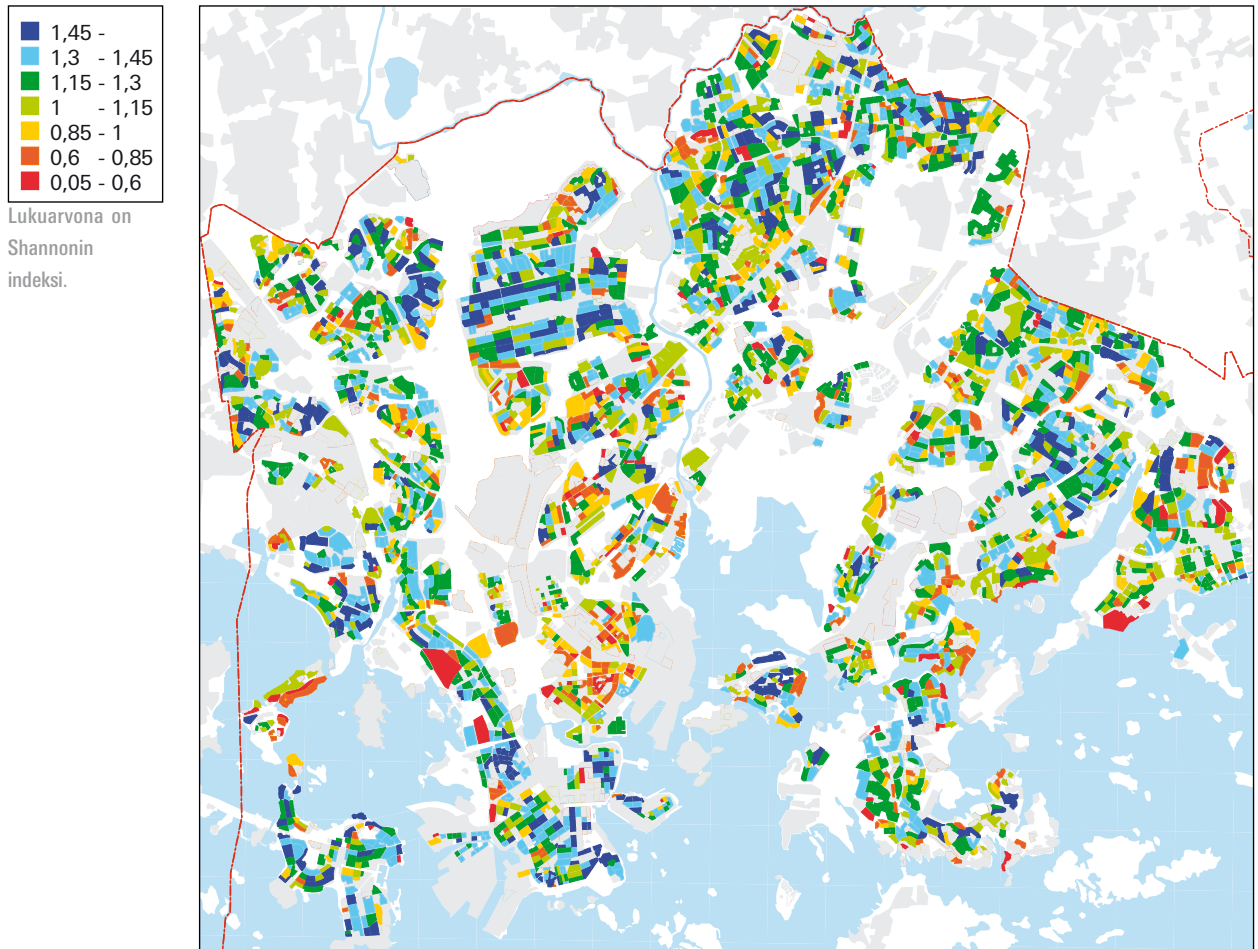 1,45 -
1,3 - 1,45
1,15 - 1,3
1 - 1,15
0,85 - 1
0,6 - 0,85
0,05 - 0,6
Lukuarvona on
Shannonin
indeksi.